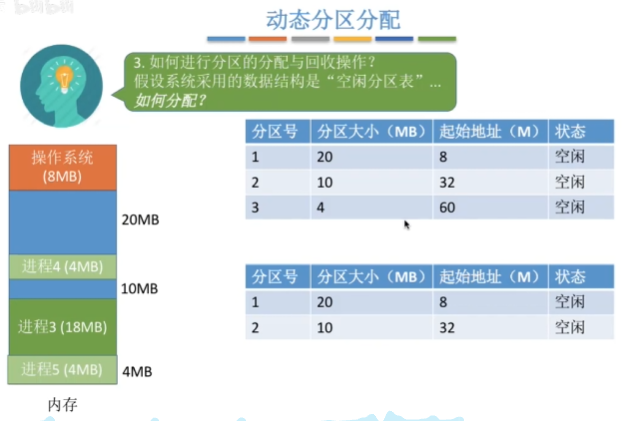 动态分区分配
3. 如何进行分区的分配与回收操作？
假设系统采用的数据结构是“空闲分区表”...
如何分配？
操作系统
(8MB)
20MB
进程4 (4MB)
10MB
进程3 (18MB)
进程5 (4MB)
4MB
内存
分区号 分区大小（MB） 起始地址（M） 状态
1 20 8 空闲
2 10 32 空闲
3 4 60 空闲
分区号 分区大小（MB） 起始地址（M） 状态
1 20 8 空闲
2 10 32 空闲